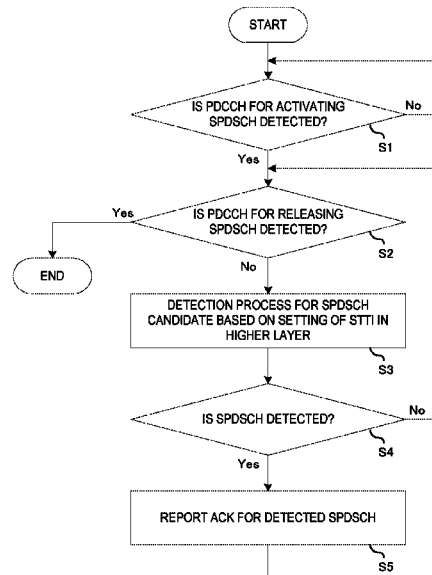 START
IS PDCCH FOR ACTIVATING
SPDSCH DETECTED?
No
S1
Yes
IS PDCCH FOR RELEASING
SPDSCH DETECTED?
Yes
S2
END
No
DETECTION PROCESS FOR SPDSCH
CANDIDATE BASED ON SETTING OF STTI IN
HIGHER LAYER
S3
IS SPDSCH DETECTED?
No
S4
Yes
REPORT ACK FOR DETECTED SPDSCH
S5